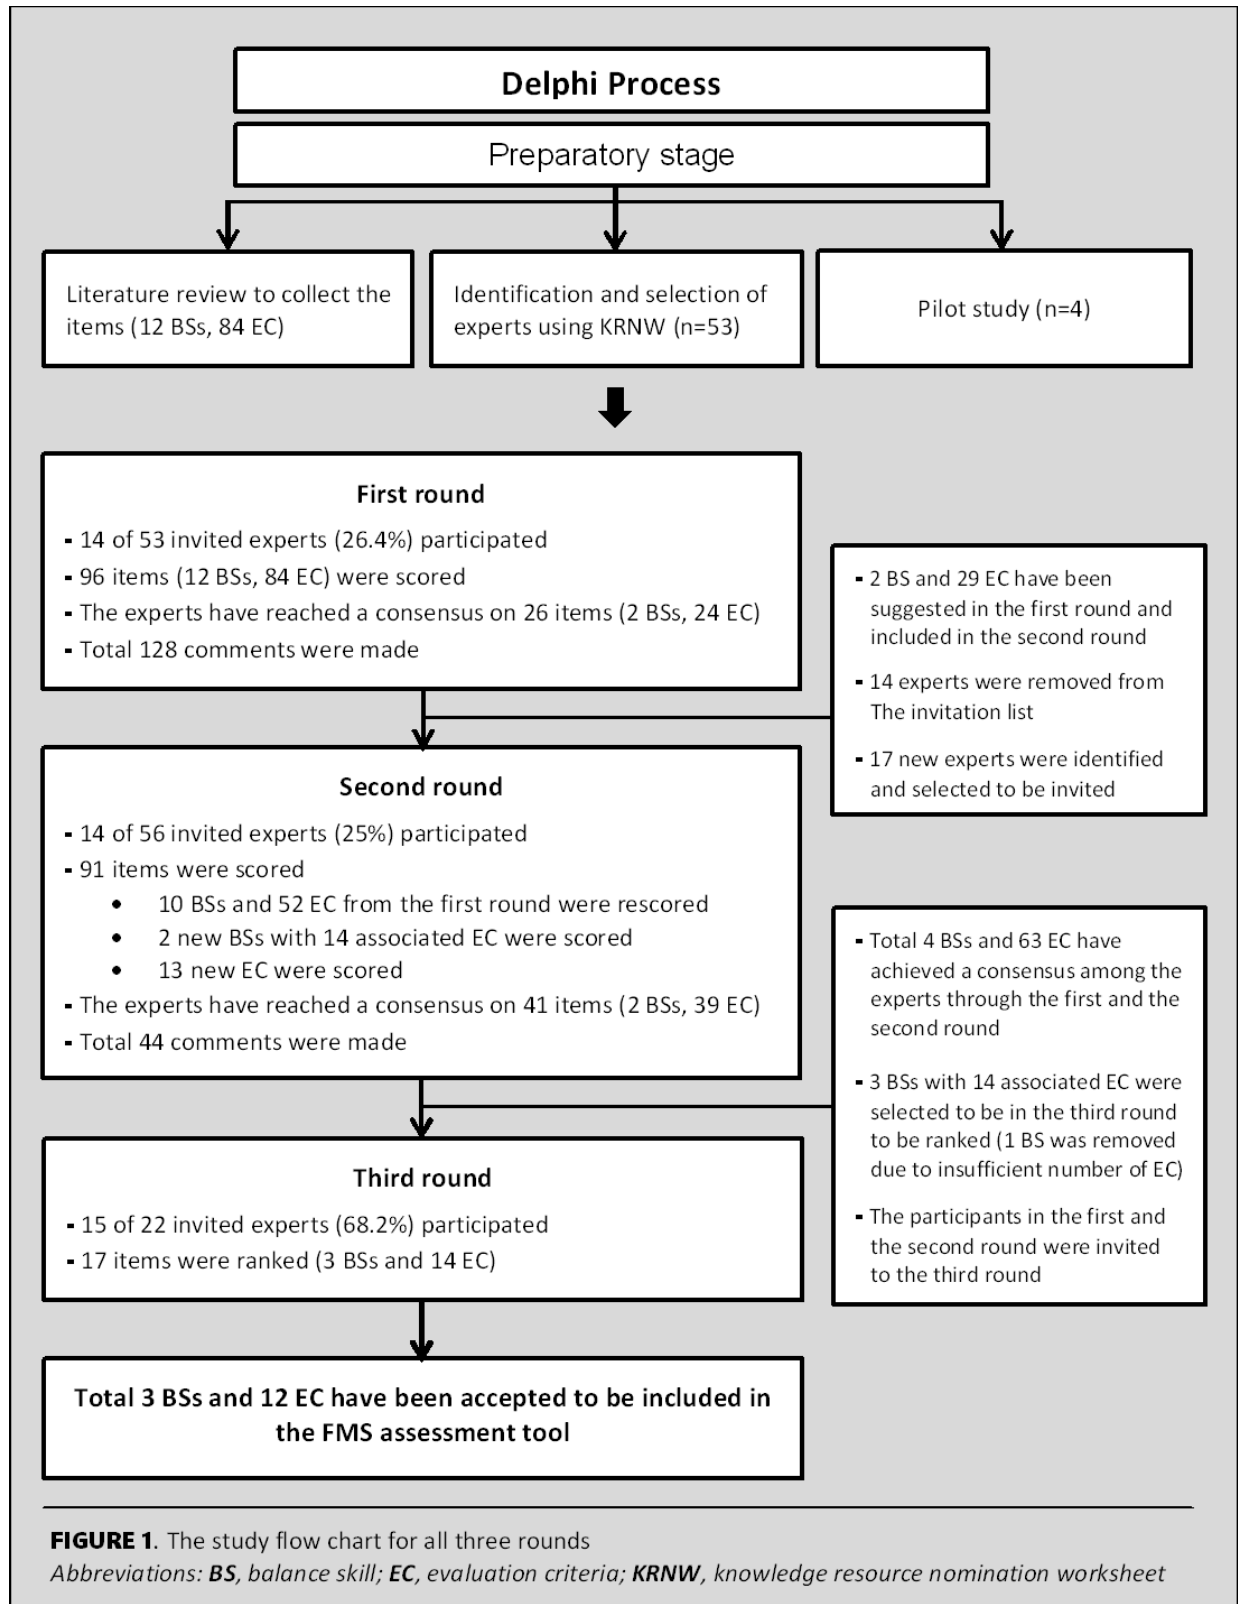 Delphi Process
Preparatory stage
Literature review to collect the
items (12 BSs, 84 EC)
Identification and selection of
experts using KRNW (n=53)
Pilot study (n=4)
First round
- 14 of 53 invited experts (26.4%) participated
- 96 items (12 BSs, 84 EC) were scored
- The experts have reached a consensus on 26 items (2 BSs, 24 EC)
- Total 128 comments were made
- 2 BS and 29 EC have been
suggested in the first round and
included in the second round
- 14 experts were removed from
The invitation list
- 17 new experts were identified
and selected to be invited
Second round
- 14 of 56 invited experts (25%) participated
- 91 items were scored
• 10 BSs and 52 EC from the first round were rescored
• 2 new BSs with 14 associated EC were scored
• 13 new EC were scored
- The experts have reached a consensus on 41 items (2 BSs, 39 EC)
- Total 44 comments were made
- Total 4 BSs and 63 EC have
achieved a consensus among the
experts through the first and the
second round
- 3 BSs with 14 associated EC were
selected to be in the third round
to be ranked (1 BS was removed
due to insufficient number of EC)
- The participants in the first and
the second round were invited
to the third round
Third round
- 15 of 22 invited experts (68.2%) participated
- 17 items were ranked (3 BSs and 14 EC)
Total 3 BSs and 12 EC have been accepted to be included in
the FMS assessment tool
FIGURE 1. The study flow chart for all three rounds
Abbreviations: BS, balance skill; EC, evaluation criteria; KRNW, knowledge resource nomination worksheet